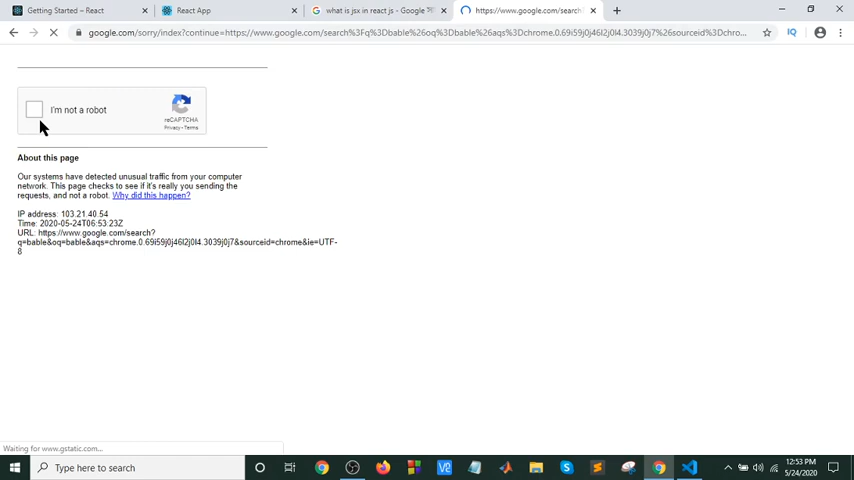 Getting Started – React
React App
what is jsx in react js - Google
https://www.google.com/search
google.com/sorry/index?continue=https://www.google.com/search%3Fq%3Dbable%26oq%3Dbable%26aqs%3Dchrome.0.69i59j0j46l2j0l4.3039j0j7%26sourceid%3Dchro...
I'm not a robot
reCAPTCHA
Privacy - Terms
About this page
Our systems have detected unusual traffic from your computer
network. This page checks to see if it's really you sending the
requests, and not a robot. Why did this happen?
IP address: 103.21.40.54
Time: 2020-05-24T06:53:23Z
URL: https://www.google.com/search?
q=bable&oq=bable&aqs=chrome.0.69i59j0j46l2j0l4.3039j0j7&sourceid=chrome&ie=UTF-
8
Waiting for www.gstatic.com...
Type here to search
12:53 PM
5/24/2020